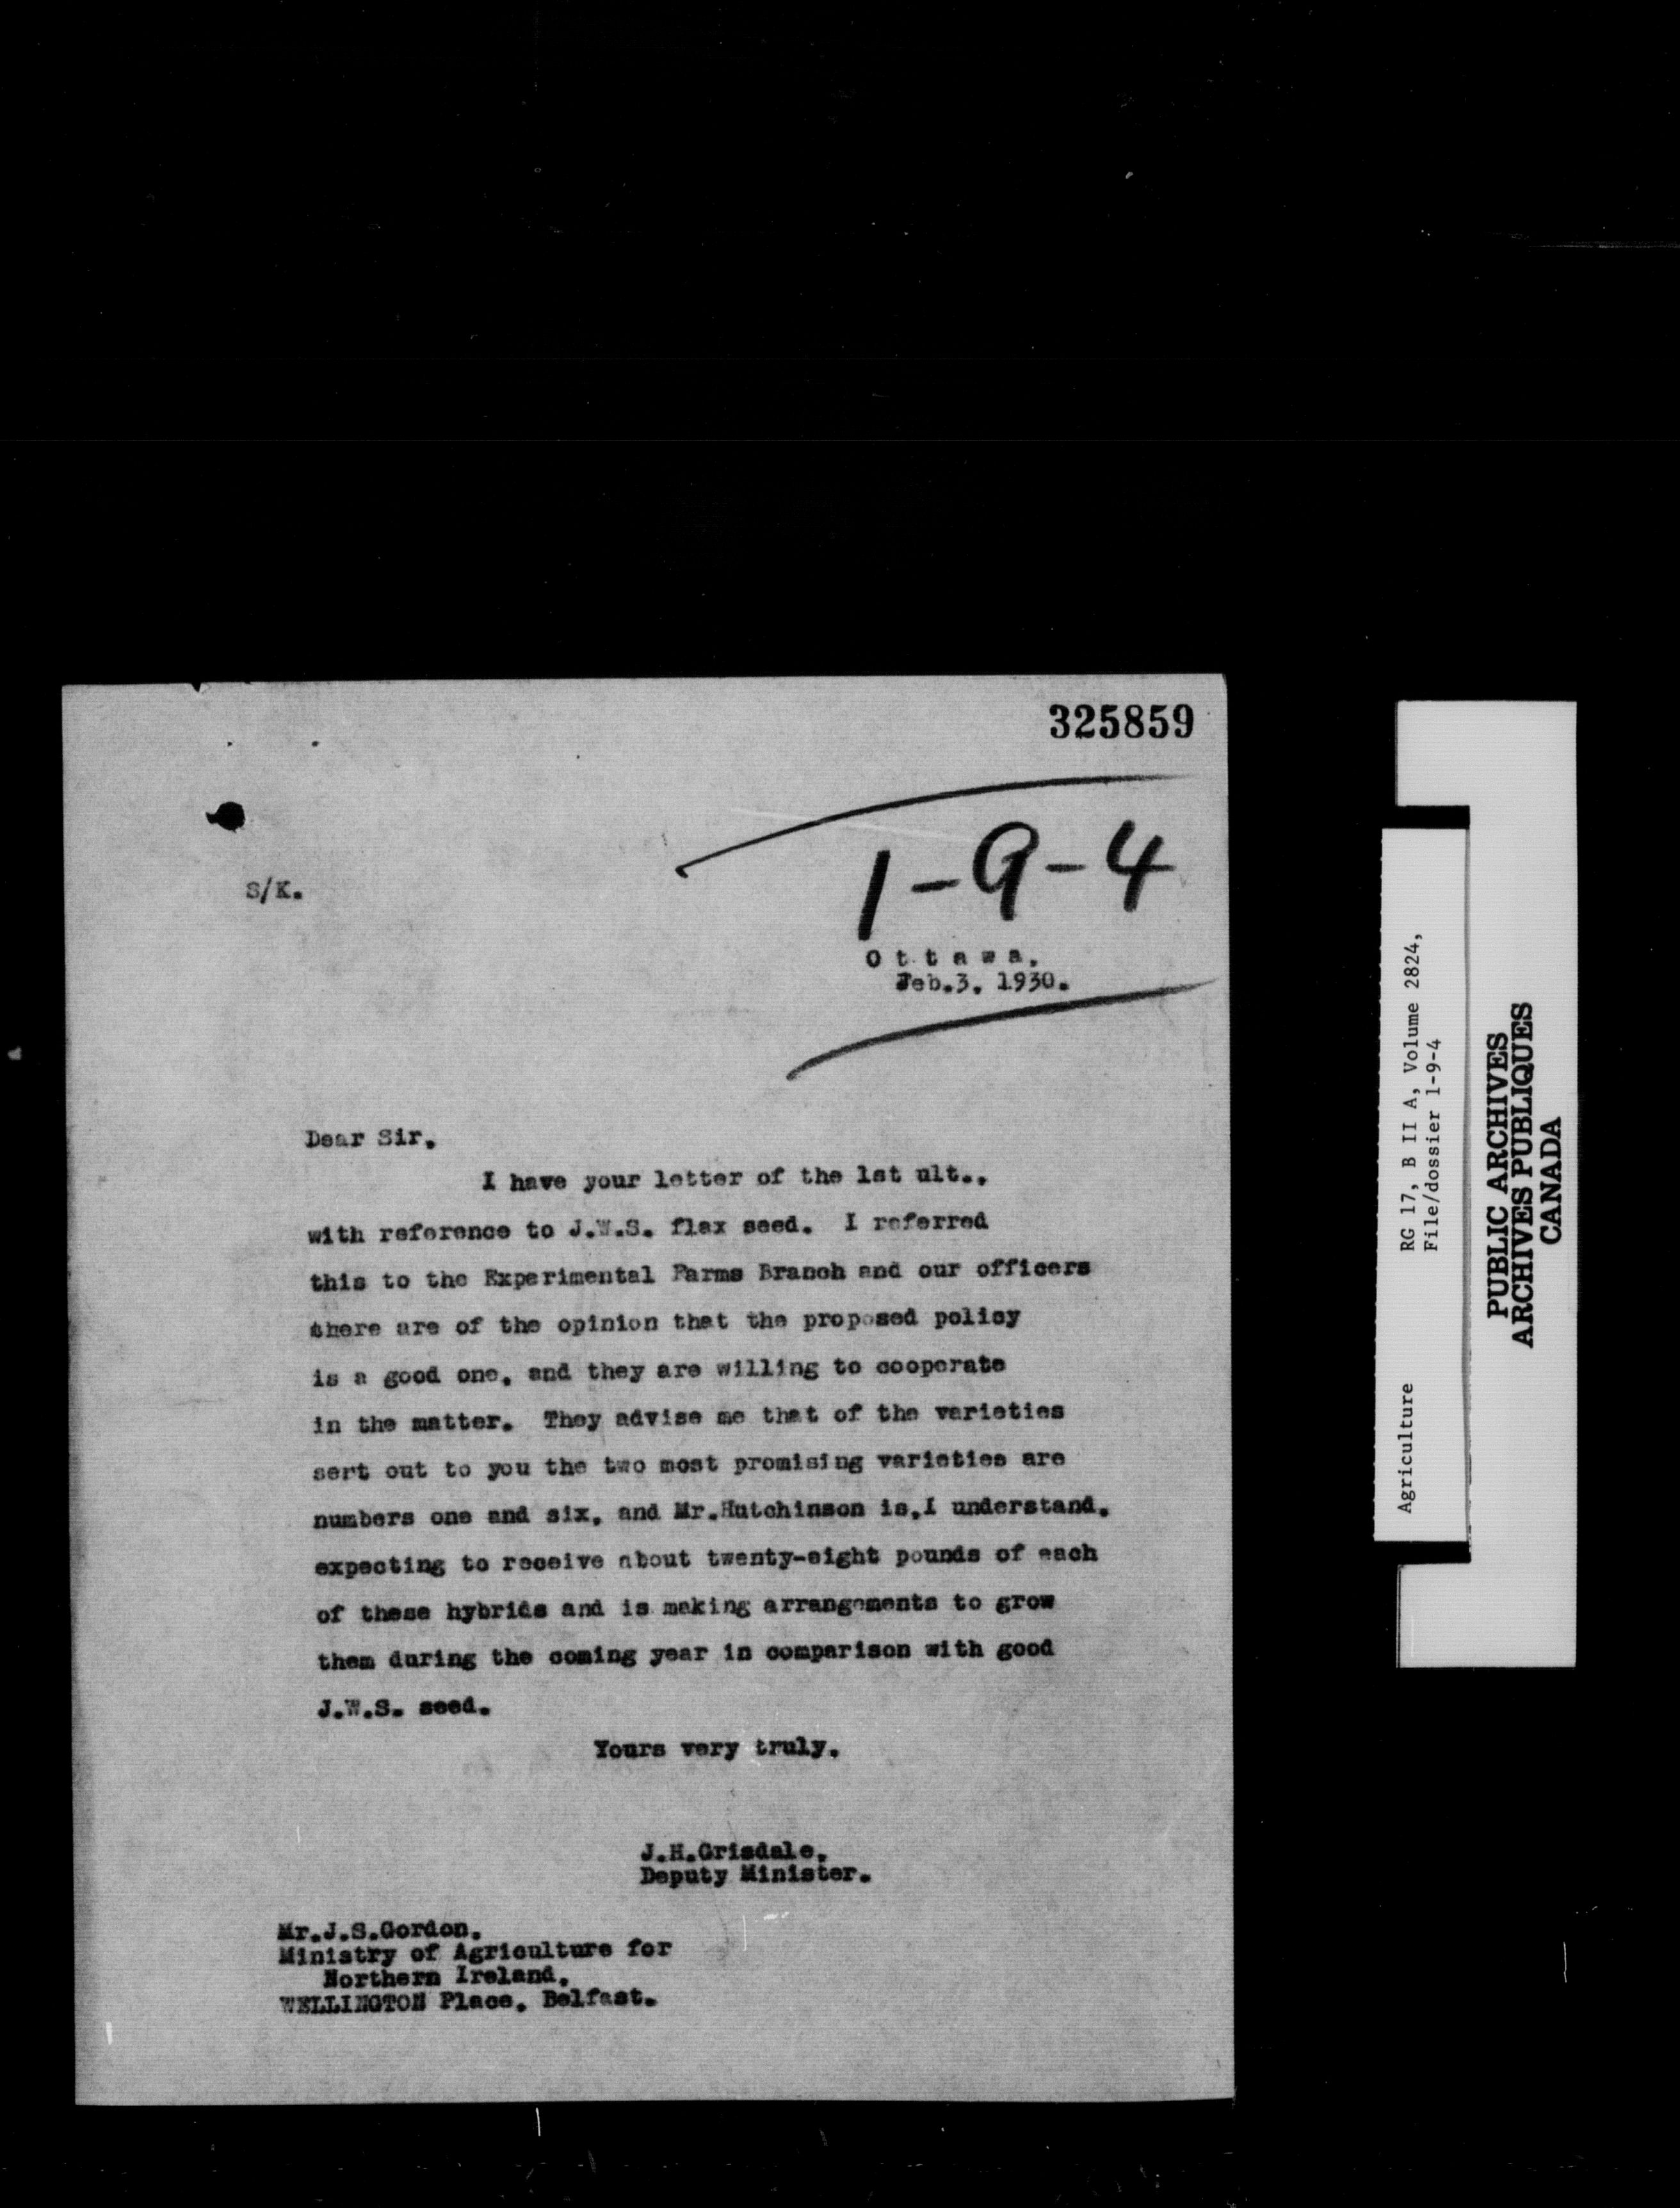 325859
1-9-4
S/K.
Ottawa,
Feb.3, 1930.
Dear Sir,
I have your letter of the 1st ult.,
with reference to J.W.S. flax seed. I referred
this to the Experimental Farms Branch and our officers
there are of the opinion that the proposed policy
is a good one, and they are willing to cooperate
in the matter. They advise me that of the varieties
sert out to you the two most promising varieties are
numbers one and six, and Mr.Hutchinson is,I understand,
expecting to receive about twenty-eight pounds of each
of these hybrids and is making arrangements to grow
them during the coming year in comparison with good
J.W.S. seed.
Yours very truly,
J.H.Grisdale,
Deputy Minister.
Mr.J.S.Gordon,
Ministry of Agriculture for
Northern Ireland,
WELLINGTON Place, Belfast.
Agriculture RG 17, B II A, Volume 2824,
File/dossier 1-9-4
PUBLIC ARCHIVES
ARCHIVES PUBLIQUES
CANADA